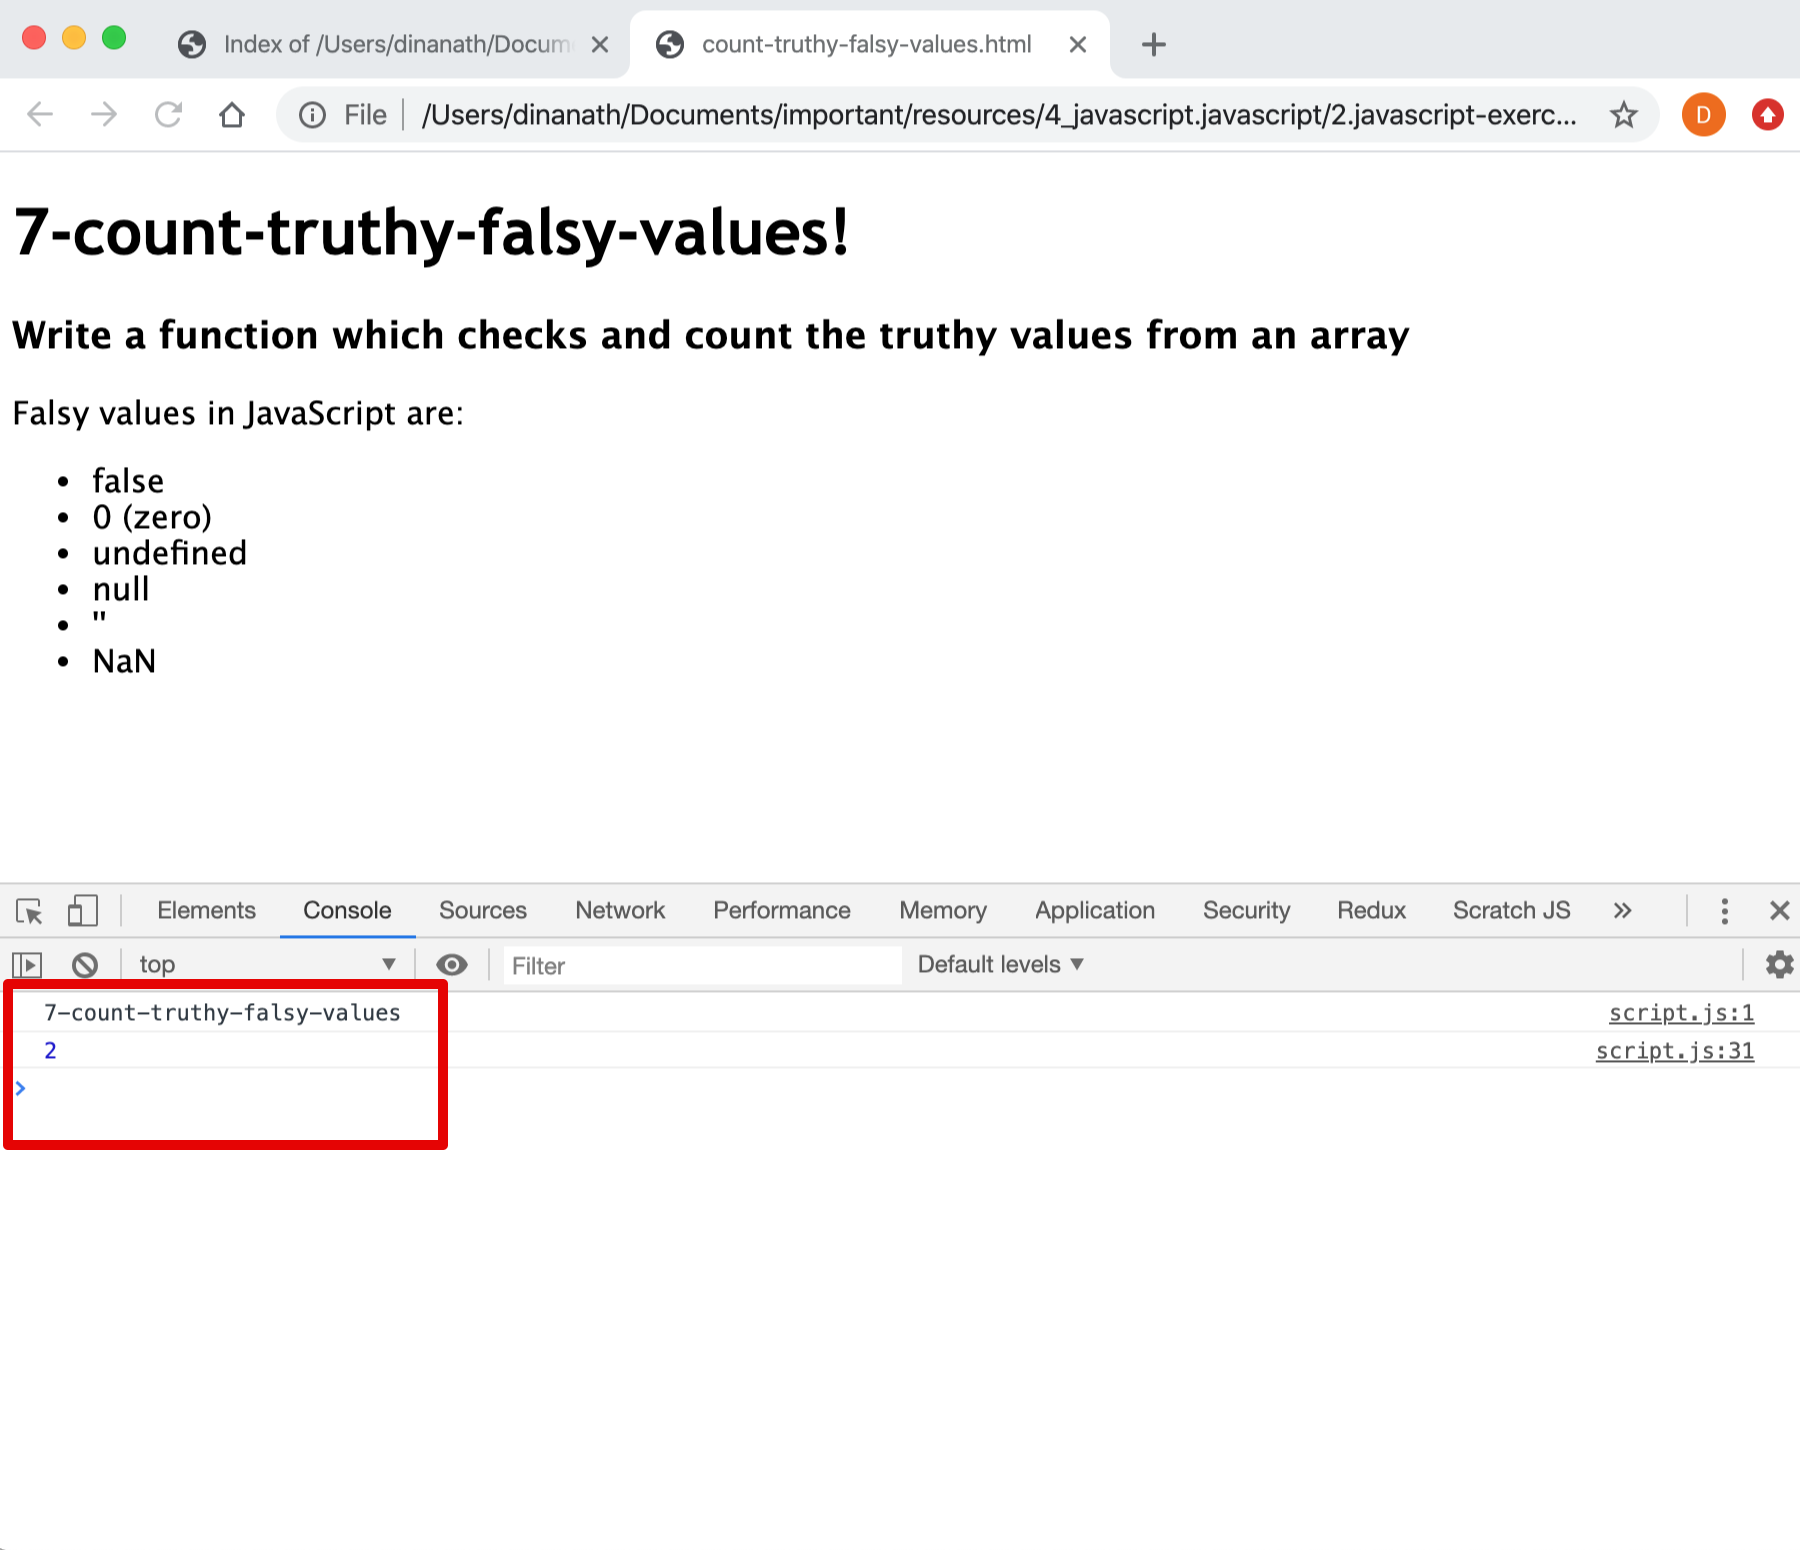 Index of /Users/dinanath/Docum
count-truthy-falsy-values.html
File
/Users/dinanath/Documents/important/resources/4_javascript.javascript/2.javascript-exerc...
D
7-count-truthy-falsy-values!
Write a function which checks and count the truthy values from an array
Falsy values in JavaScript are:
• false
• 0 (zero)
• undefined
• null
• ''
• NaN
Elements Console Sources Network Performance Memory Application Security Redux Scratch JS »
top ▼ Filter Default levels ▼
7-count-truthy-falsy-values script.js:1
2 script.js:31
>